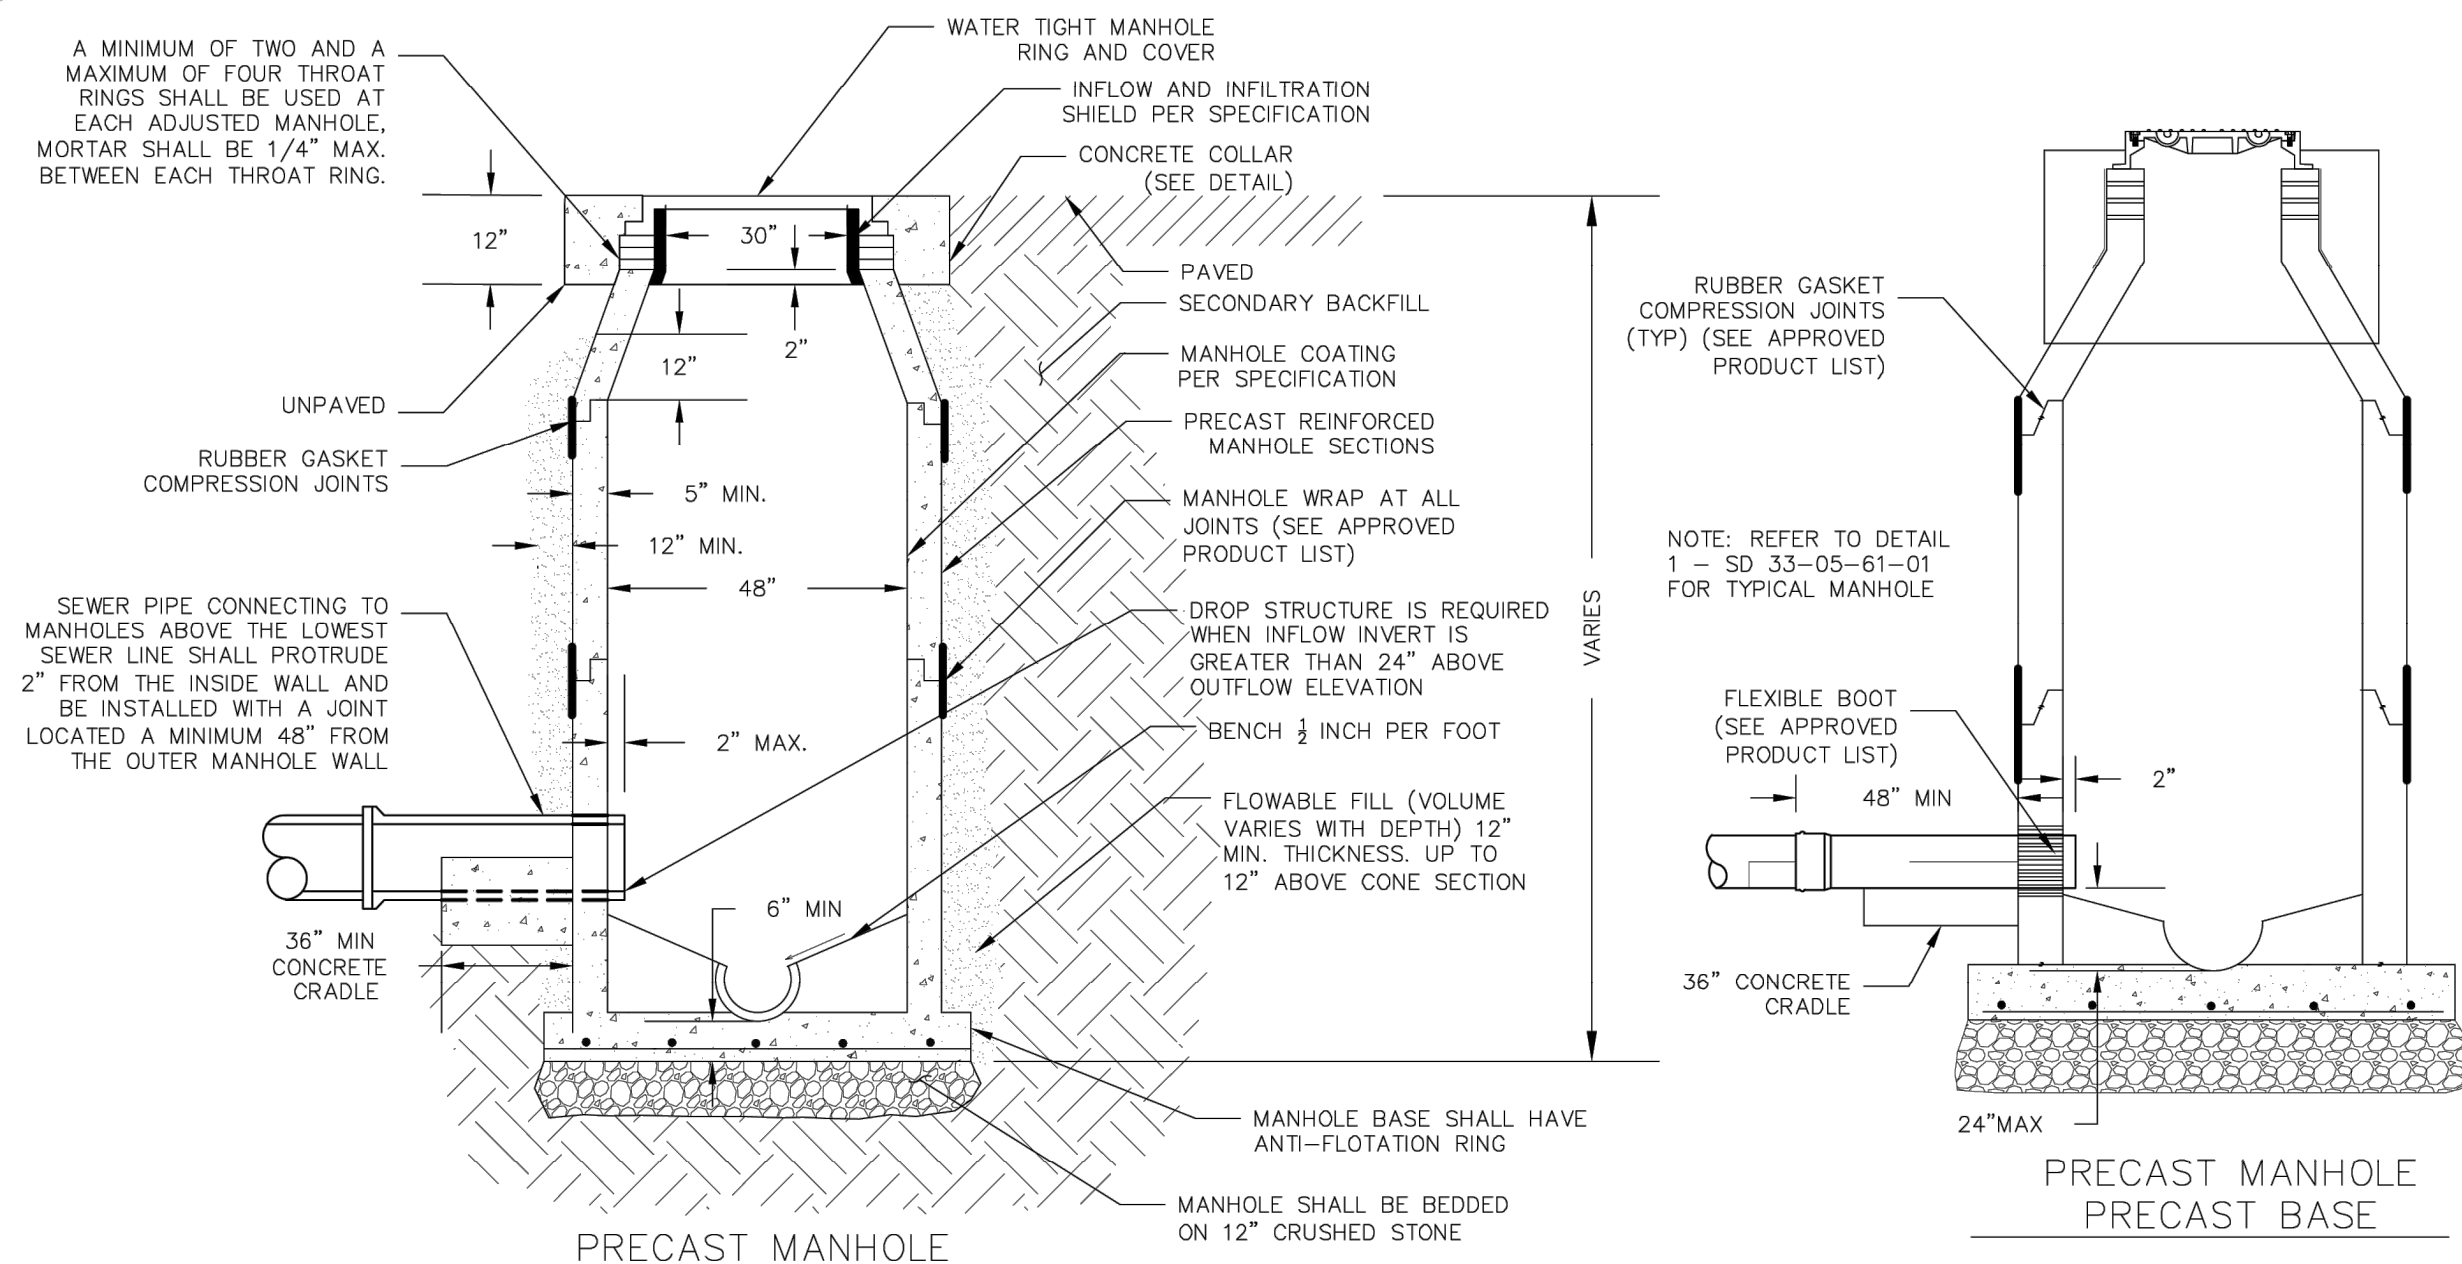 A MINIMUM OF TWO AND A
MAXIMUM OF FOUR THROAT
RINGS SHALL BE USED AT
EACH ADJUSTED MANHOLE,
MORTAR SHALL BE 1/4" MAX.
BETWEEN EACH THROAT RING.
WATER TIGHT MANHOLE
RING AND COVER
INFLOW AND INFILTRATION
SHIELD PER SPECIFICATION
CONCRETE COLLAR
(SEE DETAIL)
12"
30"
2"
12"
PAVED
SECONDARY BACKFILL
MANHOLE COATING
PER SPECIFICATION
UNPAVED
RUBBER GASKET
COMPRESSION JOINTS
PRECAST REINFORCED
MANHOLE SECTIONS
5" MIN.
12" MIN.
48"
MANHOLE WRAP AT ALL
JOINTS (SEE APPROVED
PRODUCT LIST)
SEWER PIPE CONNECTING TO
MANHOLES ABOVE THE LOWEST
SEWER LINE SHALL PROTRUDE
2" FROM THE INSIDE WALL AND
BE INSTALLED WITH A JOINT
LOCATED A MINIMUM 48" FROM
THE OUTER MANHOLE WALL
DROP STRUCTURE IS REQUIRED
WHEN INFLOW INVERT IS
GREATER THAN 24" ABOVE
OUTFLOW ELEVATION
2" MAX.
BENCH ½ INCH PER FOOT
FLOWABLE FILL (VOLUME
VARIES WITH DEPTH) 12"
MIN. THICKNESS. UP TO
12" ABOVE CONE SECTION
6" MIN
36" MIN
CONCRETE
CRADLE
VARIES
MANHOLE BASE SHALL HAVE
ANTI-FLOTATION RING
MANHOLE SHALL BE BEDDED
ON 12" CRUSHED STONE
PRECAST MANHOLE
RUBBER GASKET
COMPRESSION JOINTS
(TYP) (SEE APPROVED
PRODUCT LIST)
NOTE: REFER TO DETAIL
1 - SD 33-05-61-01
FOR TYPICAL MANHOLE
FLEXIBLE BOOT
(SEE APPROVED
PRODUCT LIST)
48" MIN
2"
36" CONCRETE
CRADLE
24"MAX
PRECAST MANHOLE
PRECAST BASE